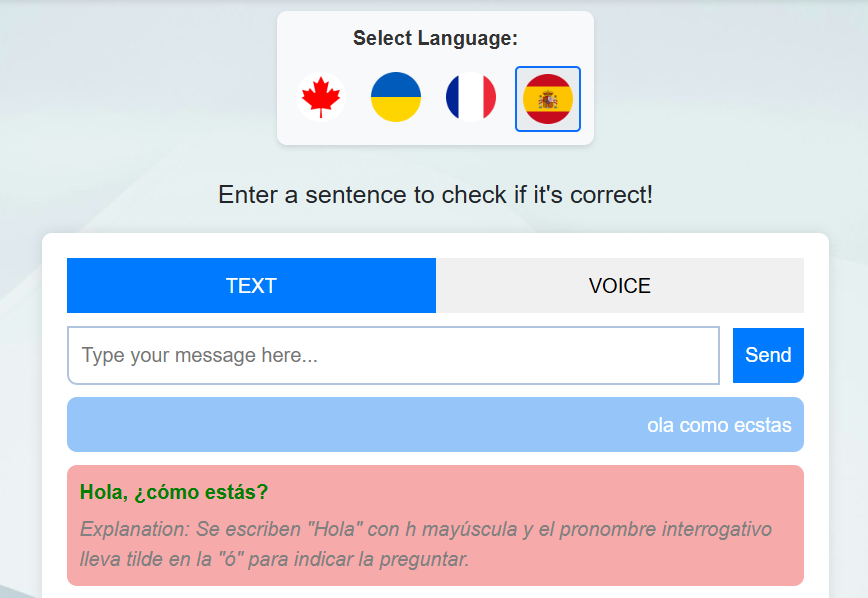 Select Language:
Enter a sentence to check if it's correct!
TEXT
VOICE
Type your message here...
Send
ola como ecstas
Hola, ¿cómo estás?
Explanation: Se escriben "Hola" con h mayúscula y el pronombre interrogativo
lleva tilde en la "ó" para indicar la preguntar.